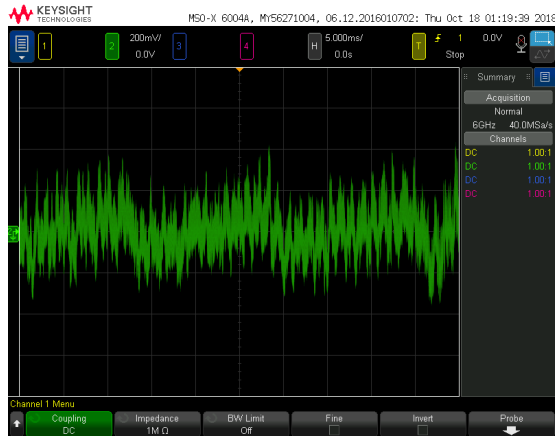 KEYSIGHT
TECHNOLOGIES
MSO-X 6004A, MY56271004, 06.12.2016010702: Thu Oct 18 01:19:39 2018
1 2 200mV/ 3 4 H 5.000ms/ T 1 0.0V
0.0V 0.0s Stop
Summary
Acquisition
Normal
6GHz 40.0MSa/s
Channels
DC 1.00:1
DC 1.00:1
DC 1.00:1
DC 1.00:1
Channel 1 Menu
Coupling Impedance BW Limit Fine Invert Probe
DC 1M Ω Off